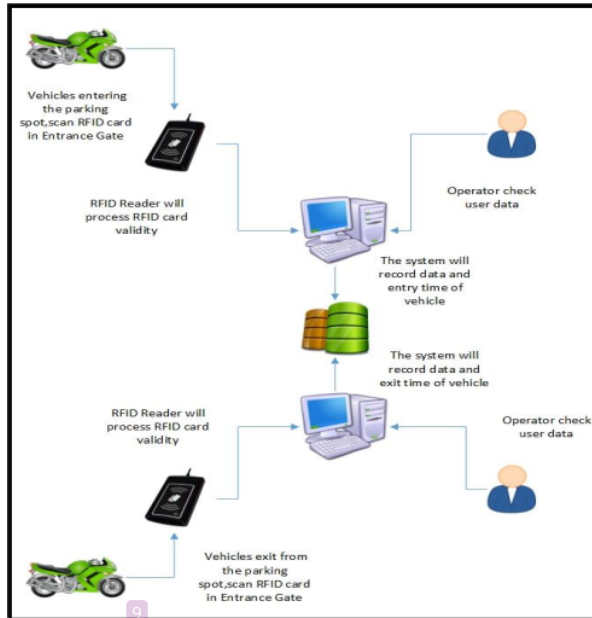 Vehicles entering
the parking
spot,scan RFID card
in Entrance Gate
RFID Reader will
process RFID card
validity
Operator check
user data
The system will
record data and
entry time of
vehicle
The system will
record data and
exit time of vehicle
RFID Reader will
process RFID card
validity
Operator check
user data
Vehicles exit from
the parking
spot,scan RFID card
in Entrance Gate
9